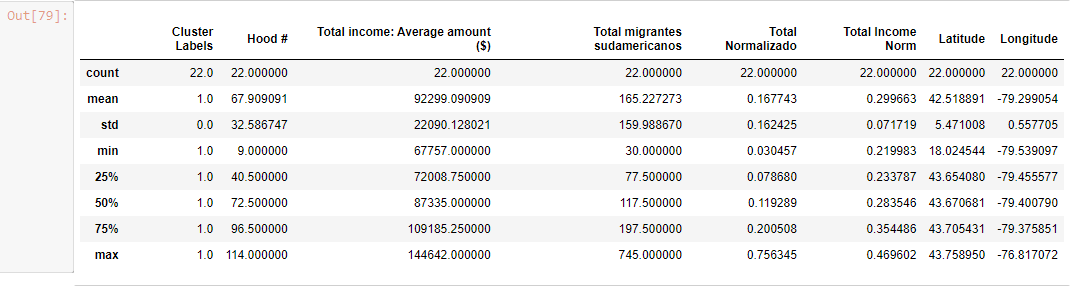 Out[79]:
Cluster Labels Hood # Total income: Average amount ($) Total migrantes sudamericanos Total Normalizado Total Income Norm Latitude Longitude
count 22.0 22.000000 22.000000 22.000000 22.000000 22.000000 22.000000 22.000000
mean 1.0 67.909091 92299.090909 165.227273 0.167743 0.299663 42.518891 -79.299054
std 0.0 32.586747 22090.128021 159.988670 0.162425 0.071719 5.471008 0.557705
min 1.0 9.000000 67757.000000 30.000000 0.030457 0.219983 18.024544 -79.539097
25% 1.0 40.500000 72008.750000 77.500000 0.078680 0.233787 43.654080 -79.455577
50% 1.0 72.500000 87335.000000 117.500000 0.119289 0.283546 43.670681 -79.400790
75% 1.0 96.500000 109185.250000 197.500000 0.200508 0.354486 43.705431 -79.375851
max 1.0 114.000000 144642.000000 745.000000 0.756345 0.469602 43.758950 -76.817072